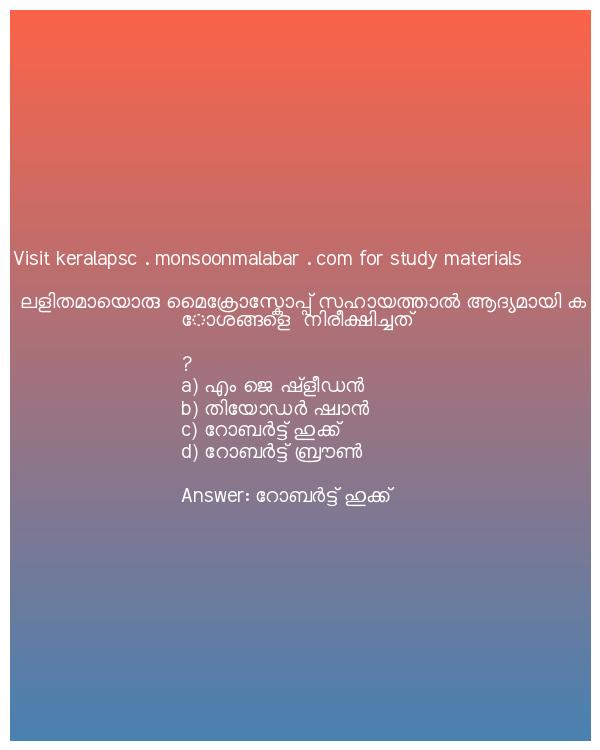 Visit keralapsc . monsoonmalabar . com for study materials
ലളിതമായൊരു മൈക്രോസ്കോപ്പ് സഹായത്താൽ ആദ്യമായി ക
ോശങ്ങളെ നിരീക്ഷിച്ചത്
?
a) എം ജെ ഷ്ളീഡൻ
b) തിയോഡർ ഷ്വാൻ
c) റോബർട്ട് ഹുക്ക്
d) റോബർട്ട് ബ്രൗൺ
Answer: റോബർട്ട് ഹുക്ക്